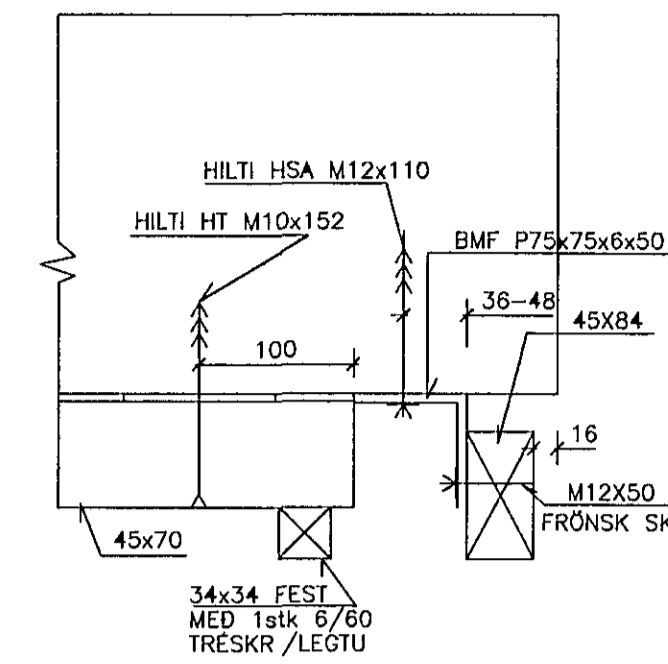 HILTI HSA M12x110
HILTI HT M10x152
BMF P75x75x6x50
36-48
45X84
100
16
M12X50
FRÖNSK SK
45x70
34x34 FEST
MEÐ 1stk 6/60
TRÉSKR /LEGTU